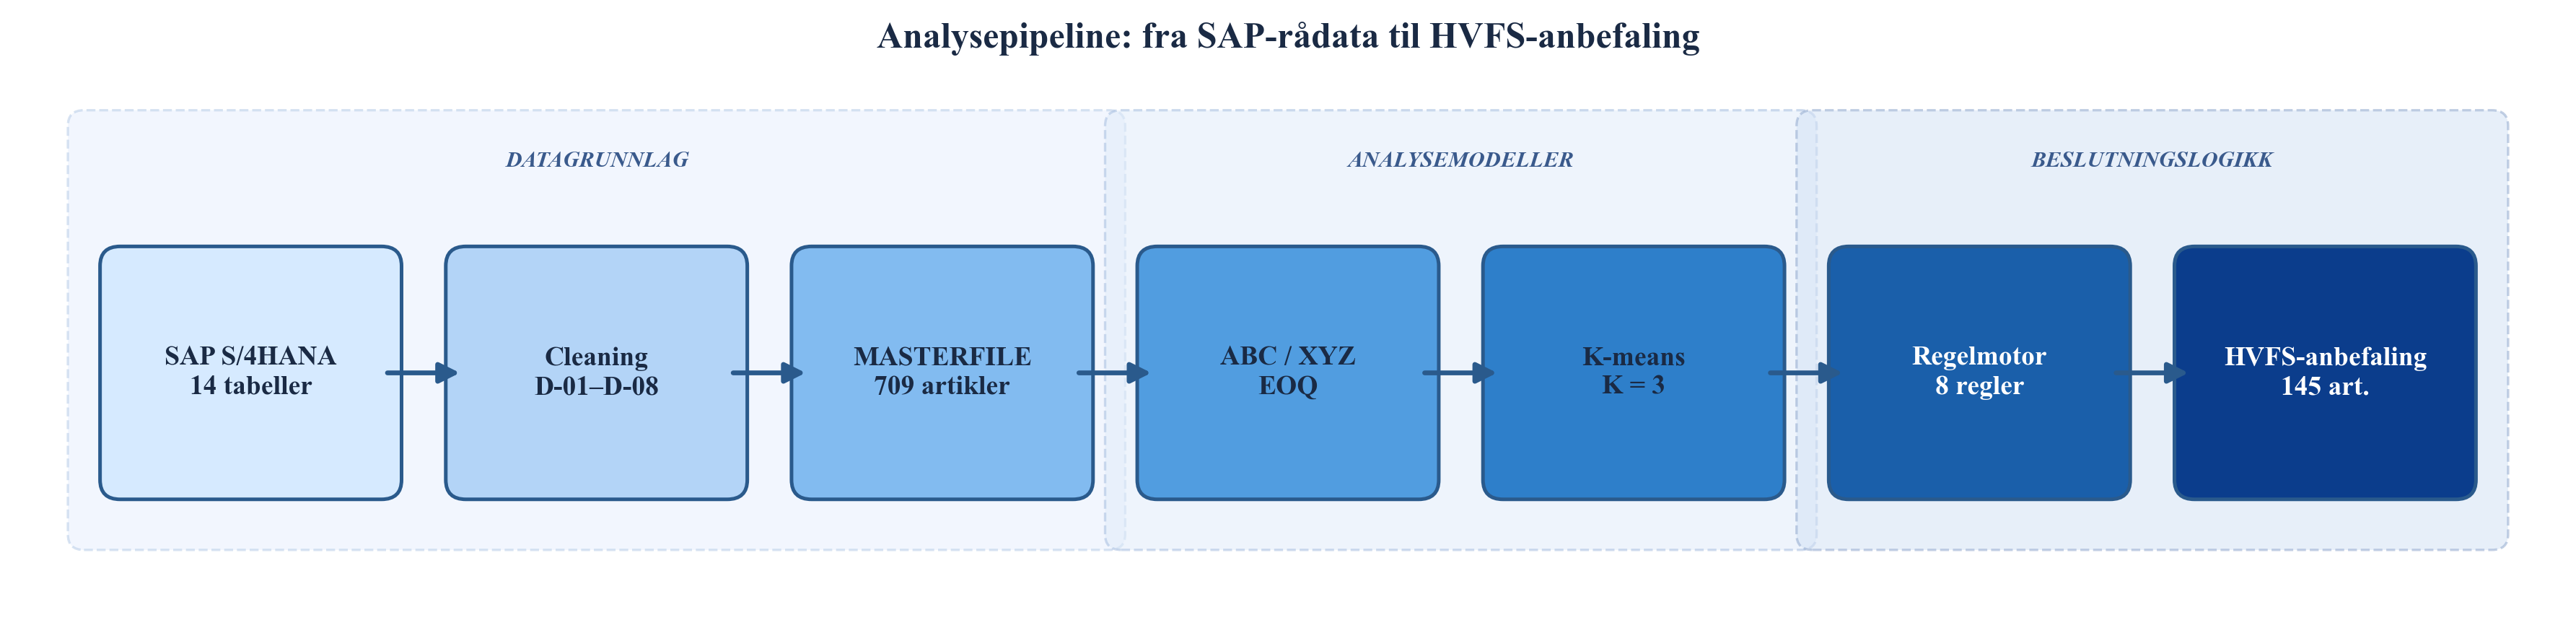 Analysepipeline: fra SAP-rådata til HVFS-anbefaling
DATAGRUNNLAG
ANALYSEMODELLER
BESLUTNINGSLOGIKK
SAP S/4HANA
14 tabeller
Cleaning
D-01–D-08
MASTERFILE
709 artikler
ABC / XYZ
EOQ
K-means
K = 3
Regelmotor
8 regler
HVFS-anbefaling
145 art.